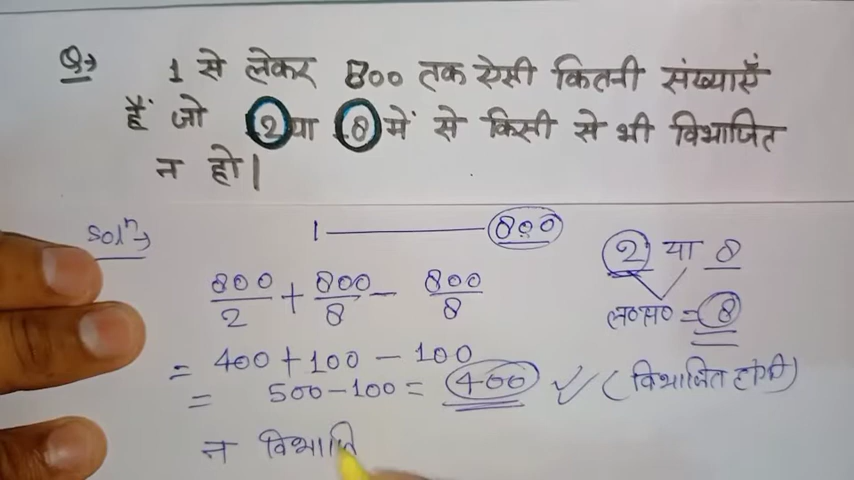 Q→ 1 से लेकर 800 तक ऐसी कितनी संख्याएँ
हैं जो 2 या 8 में से किसी से भी विभाजित
न हो।
Solⁿ→ 1 ——— 800
2 या 8
800/2 + 800/8 - 800/8
ल०स० = 8
= 400 + 100 - 100
= 500 - 100 = 400 ✓ (विभाजित होगी)
न विभाजि